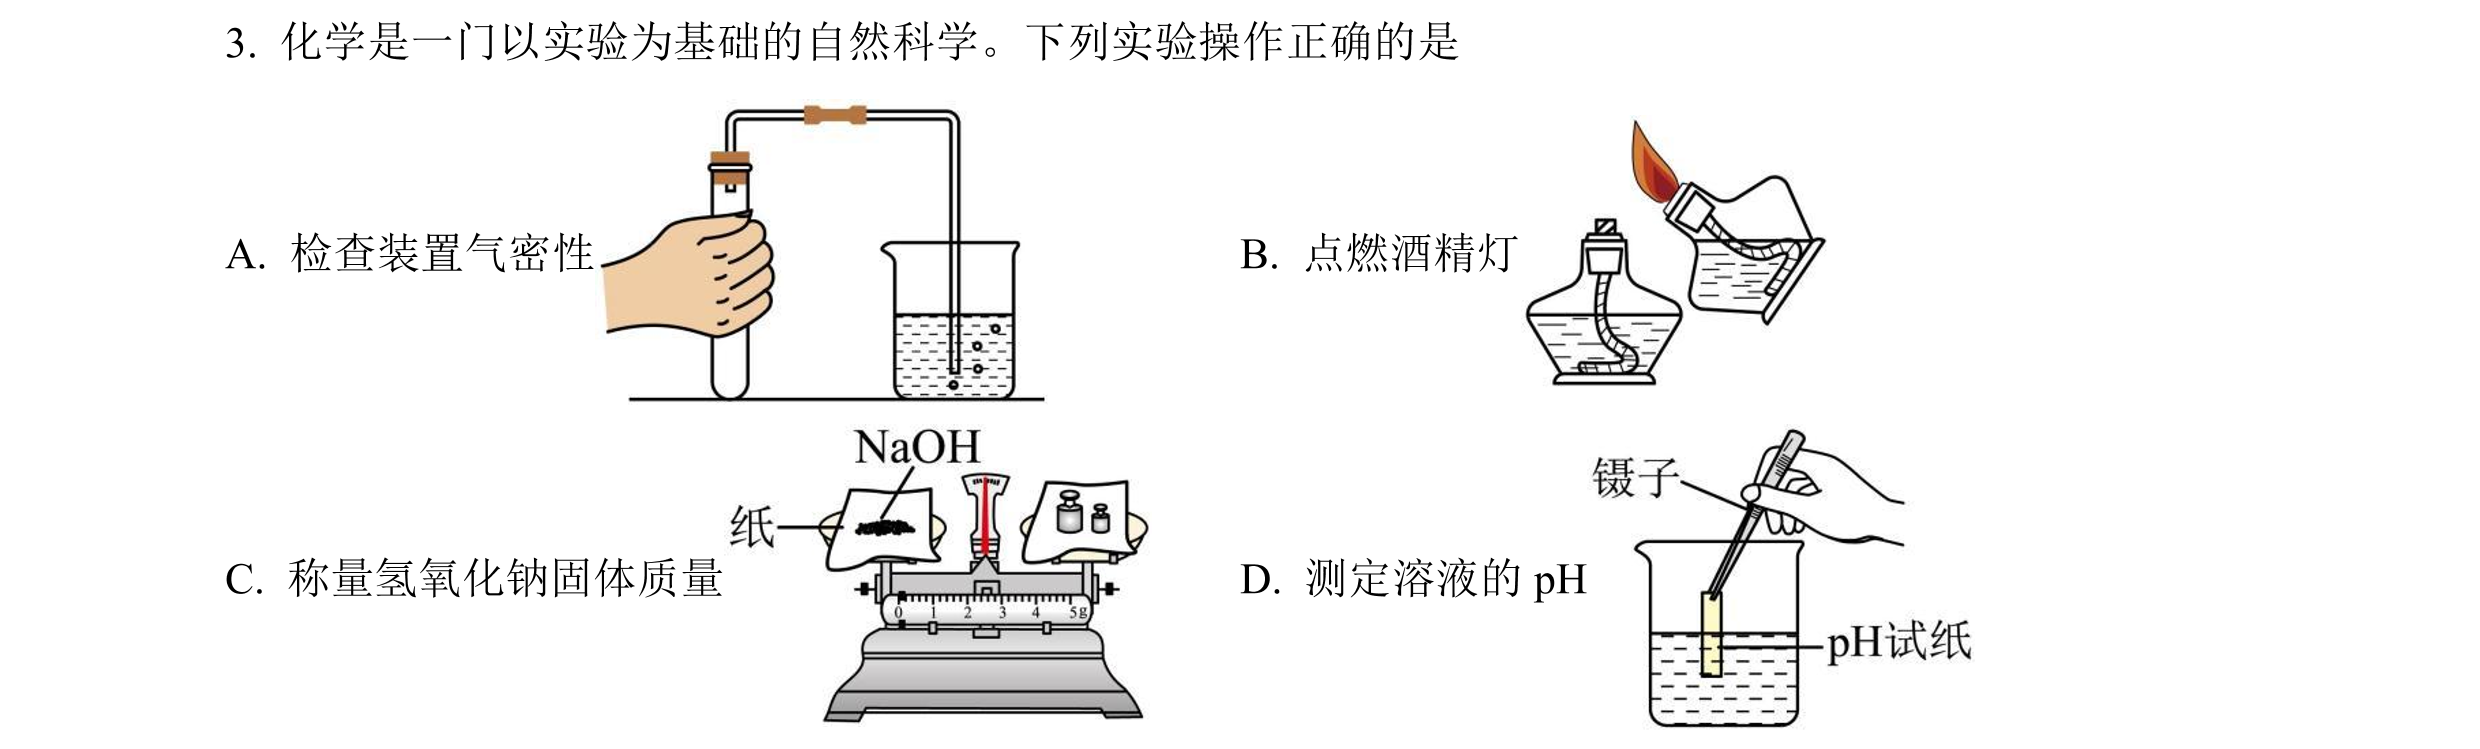 3. 化学是一门以实验为基础的自然科学。下列实验操作正确的是
A. 检查装置气密性
B. 点燃酒精灯
NaOH
纸
C. 称量氢氧化钠固体质量
0 1 2 3 4 5g
镊子
D. 测定溶液的 pH
pH试纸